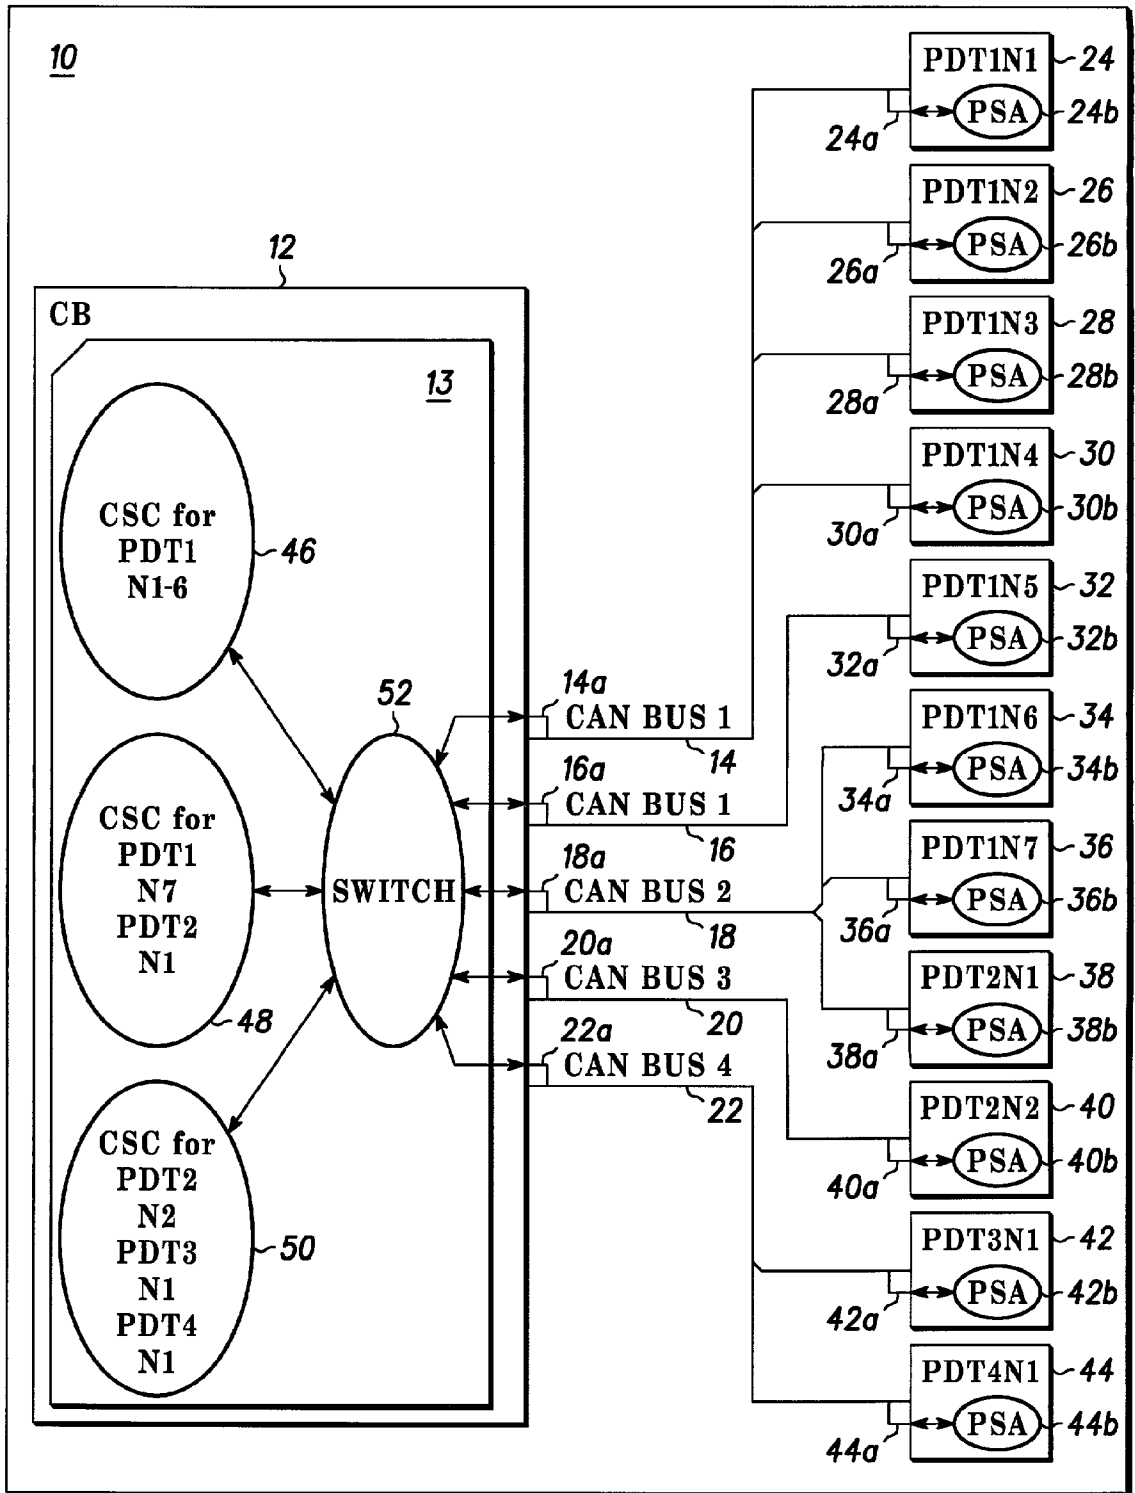 10
12
CB
13
CSC for
PDT1
N1-6
46
CSC for
PDT1
N7
PDT2
N1
48
CSC for
PDT2
N2
PDT3
N1
PDT4
N1
50
52
SWITCH
14a
CAN BUS 1
14
16a
CAN BUS 1
16
18a
CAN BUS 2
18
20a
CAN BUS 3
20
22a
CAN BUS 4
22
PDT1N1
24
PSA
24a
24b
PDT1N2
26
PSA
26a
26b
PDT1N3
28
PSA
28a
28b
PDT1N4
30
PSA
30a
30b
PDT1N5
32
PSA
32a
32b
PDT1N6
34
PSA
34a
34b
PDT1N7
36
PSA
36a
36b
PDT2N1
38
PSA
38a
38b
PDT2N2
40
PSA
40a
40b
PDT3N1
42
PSA
42a
42b
PDT4N1
44
PSA
44a
44b